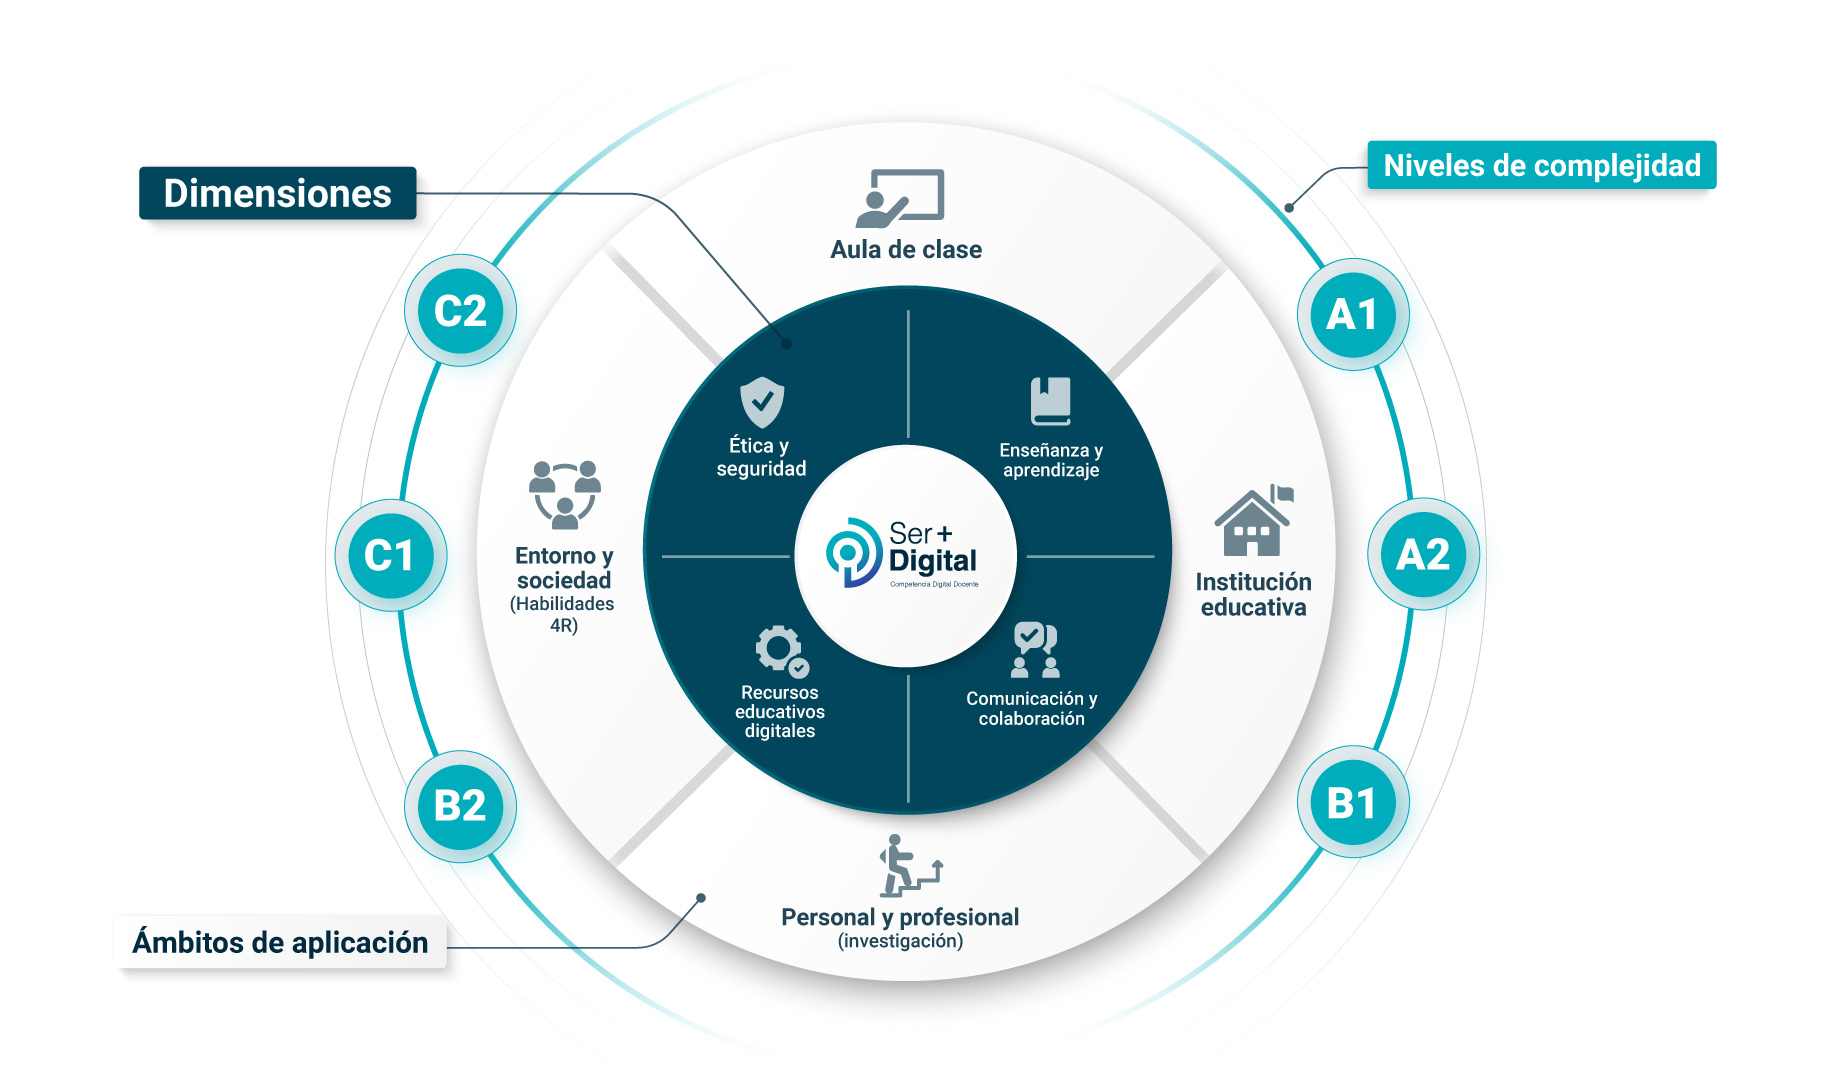 Dimensiones
Niveles de complejidad
Aula de clase
C2
A1
Ética y
seguridad
Enseñanza y
aprendizaje
Entorno y
sociedad
(Habilidades
4R)
C1
Ser +
Digital
Competencia Digital Docente
Institución
educativa
A2
Recursos
educativos
digitales
Comunicación y
colaboración
B2
B1
Personal y profesional
(investigación)
Ámbitos de aplicación